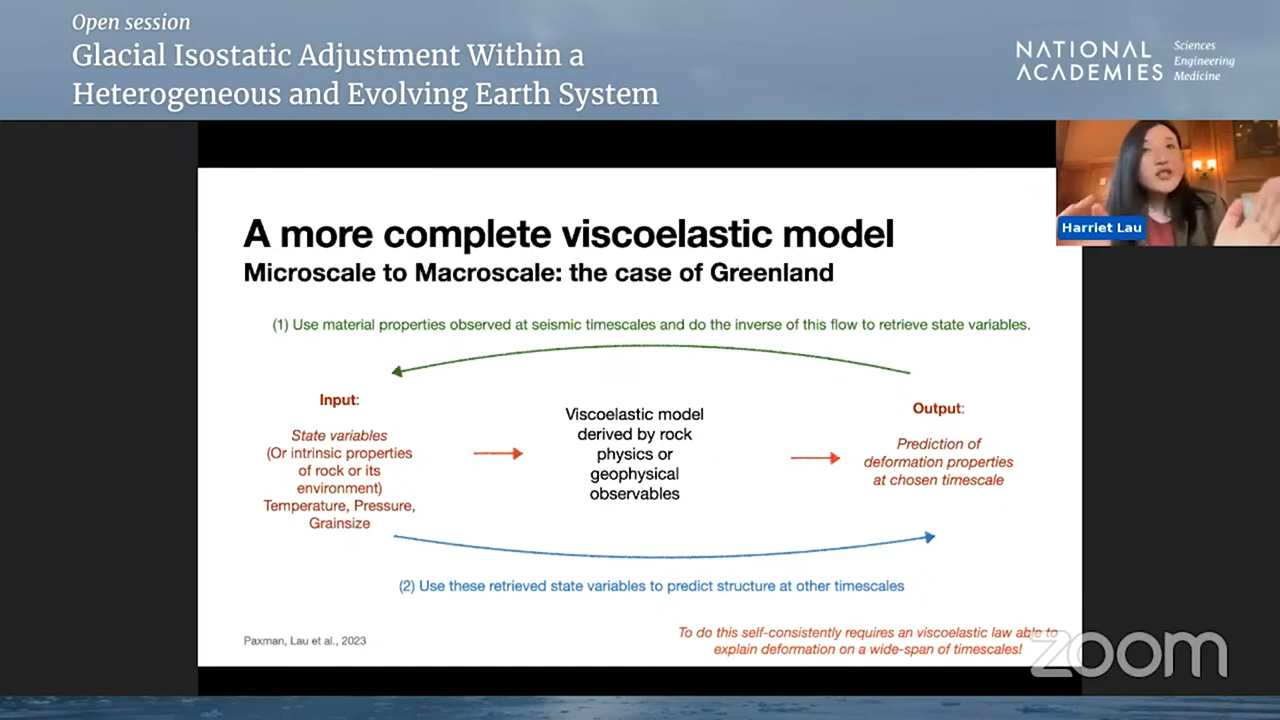 Open session
Glacial Isostatic Adjustment Within a
Heterogeneous and Evolving Earth System
NATIONAL
ACADEMIES
Sciences
Engineering
Medicine
Harriet Lau
A more complete viscoelastic model
Microscale to Macroscale: the case of Greenland
(1) Use material properties observed at seismic timescales and do the inverse of this flow to retrieve state variables.
Input:
State variables
(Or intrinsic properties
of rock or its
environment)
Temperature, Pressure,
Grainsize
Viscoelastic model
derived by rock
physics or
geophysical
observables
Output:
Prediction of
deformation properties
at chosen timescale
(2) Use these retrieved state variables to predict structure at other timescales
Paxman, Lau et al., 2023
To do this self-consistently requires an viscoelastic law able to
explain deformation on a wide-span of timescales!
zoom